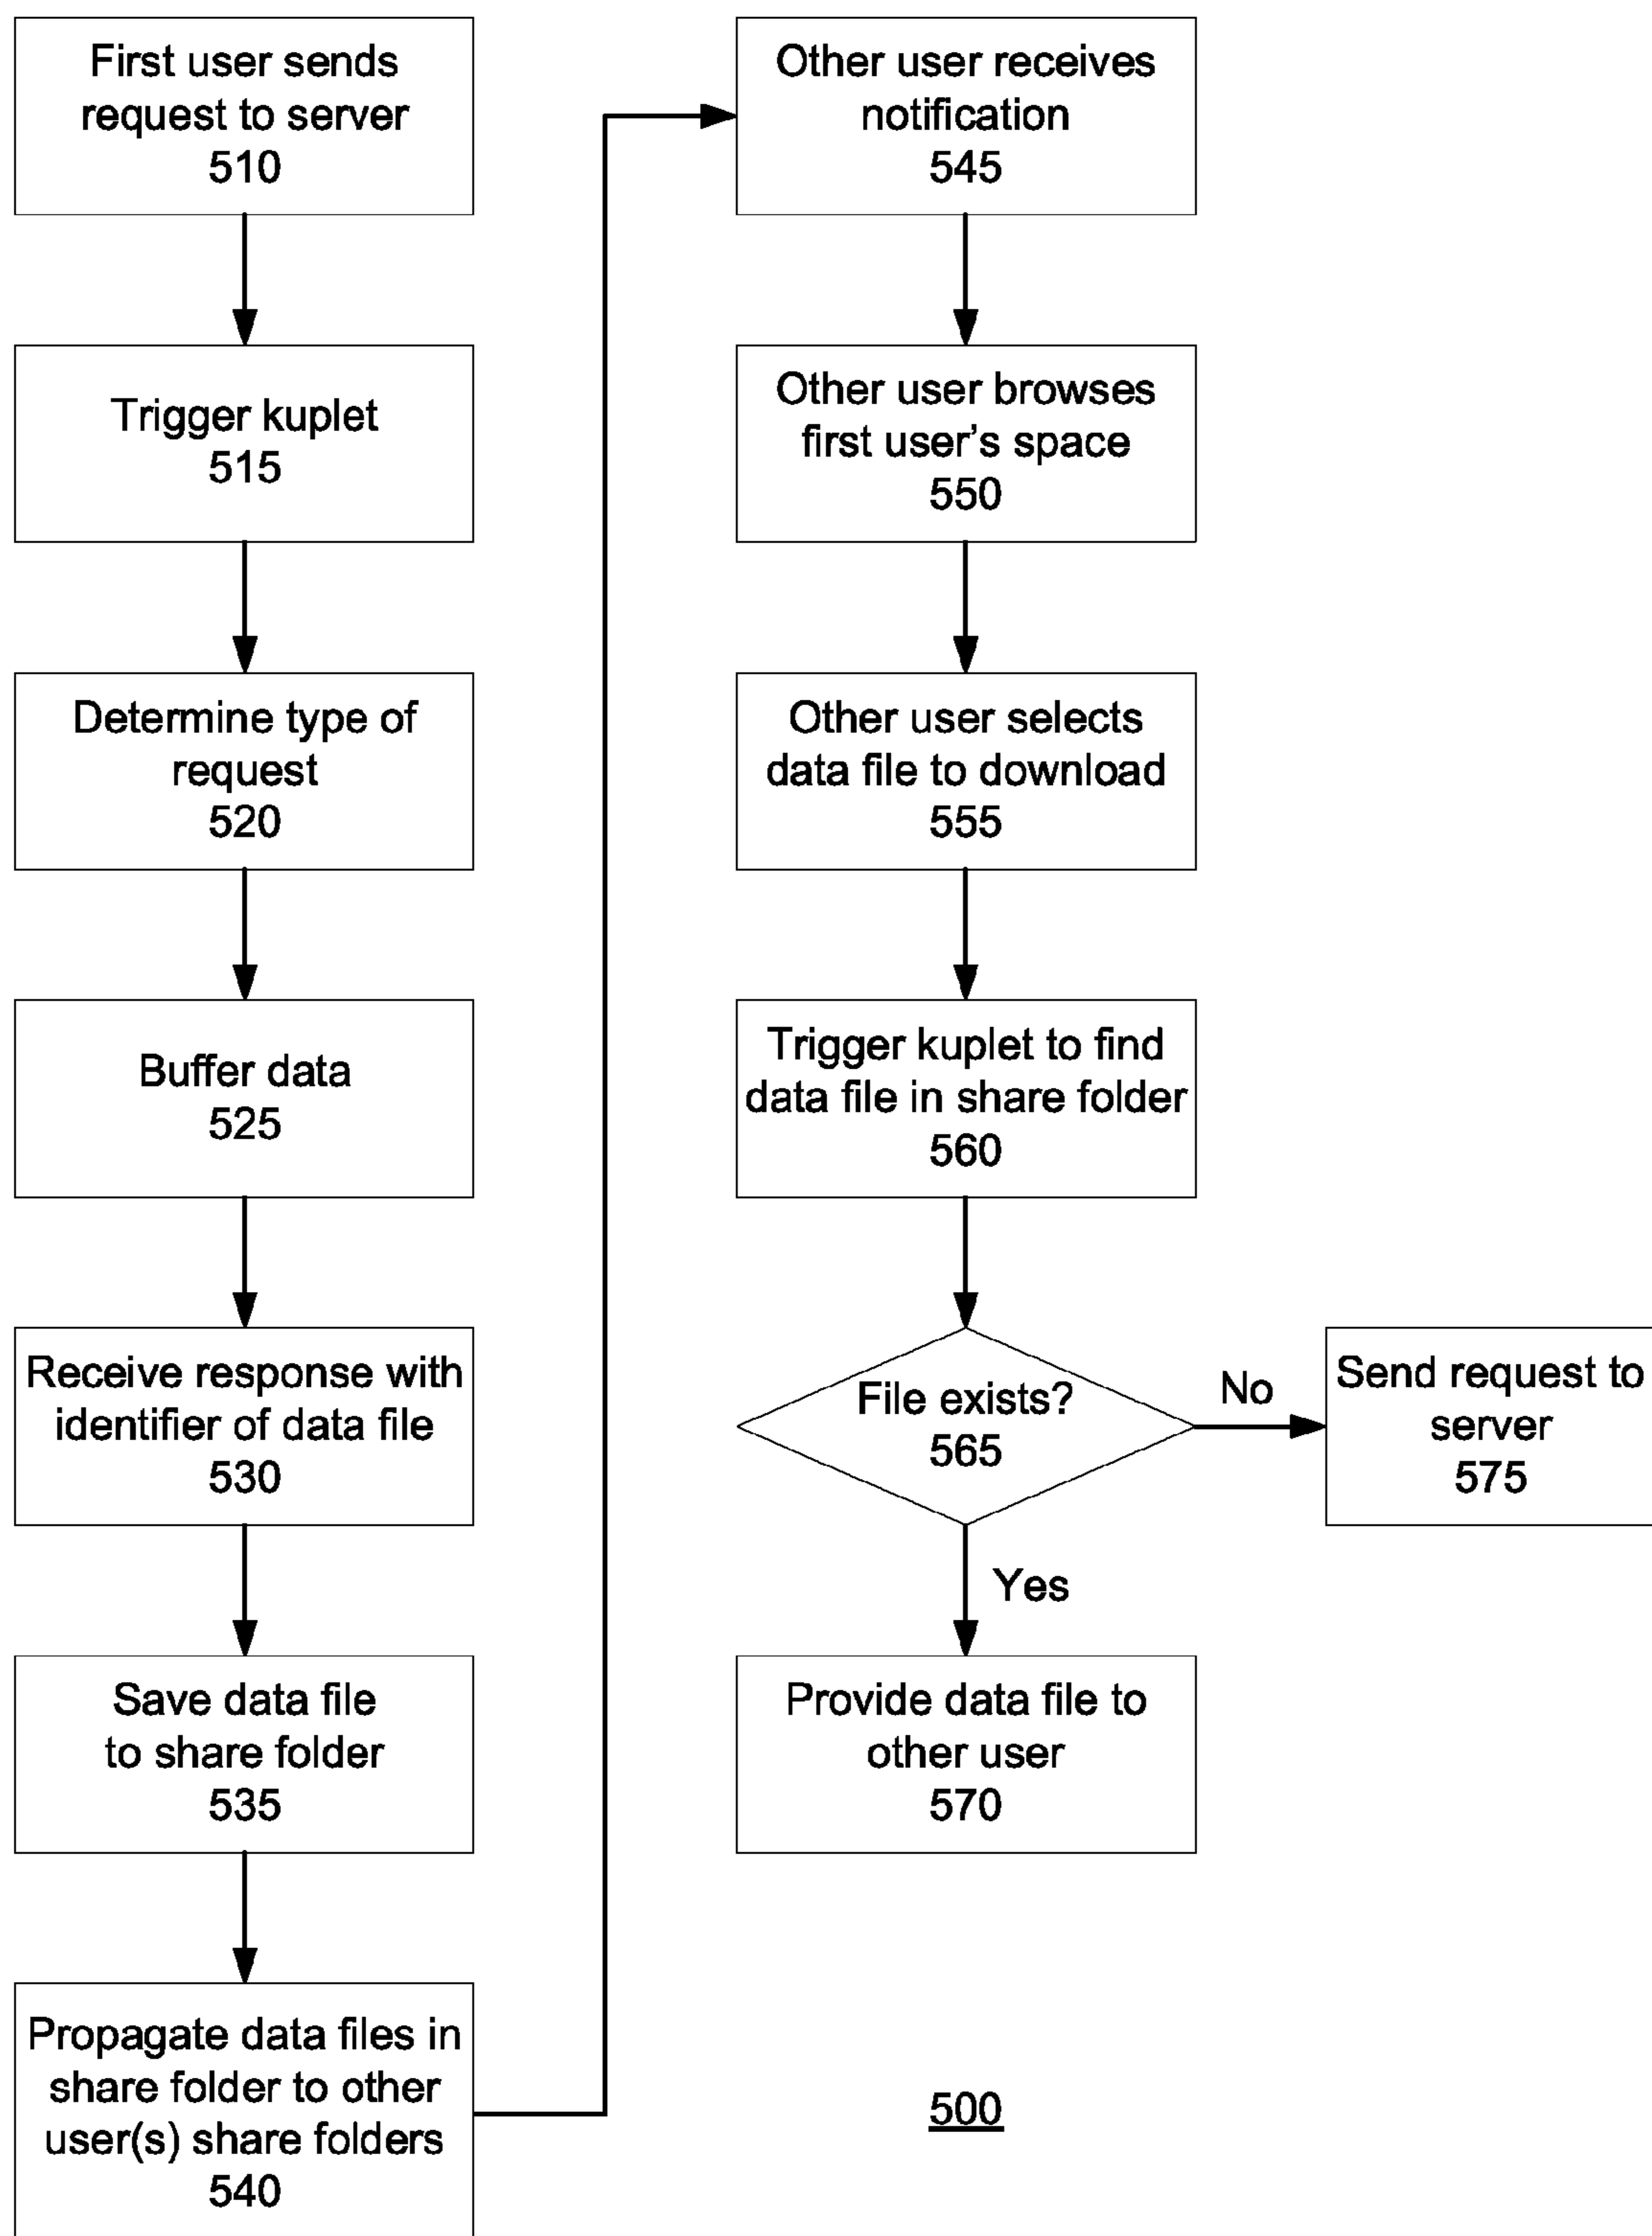 First user sends
request to server
510
Trigger kuplet
515
Determine type of
request
520
Buffer data
525
Receive response with
identifier of data file
530
Save data file
to share folder
535
Propagate data files in
share folder to other
user(s) share folders
540
Other user receives
notification
545
Other user browses
first user's space
550
Other user selects
data file to download
555
Trigger kuplet to find
data file in share folder
560
File exists?
565
No
Send request to
server
575
Yes
Provide data file to
other user
570
500